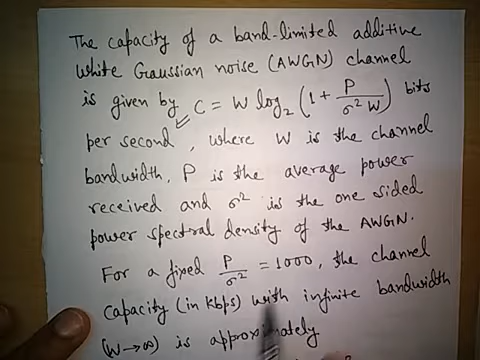 The capacity of a band-limited additive
white Gaussian noise (AWGN) channel
is given by C = W log₂ (1 + P/σ²W) bits
per second, where W is the channel
bandwidth, P is the average power
received and σ² is the one sided
power spectral density of the AWGN.
For a fixed P/σ² = 1000, the channel
capacity (in kbps) with infinite bandwidth
(W→∞) is approximately